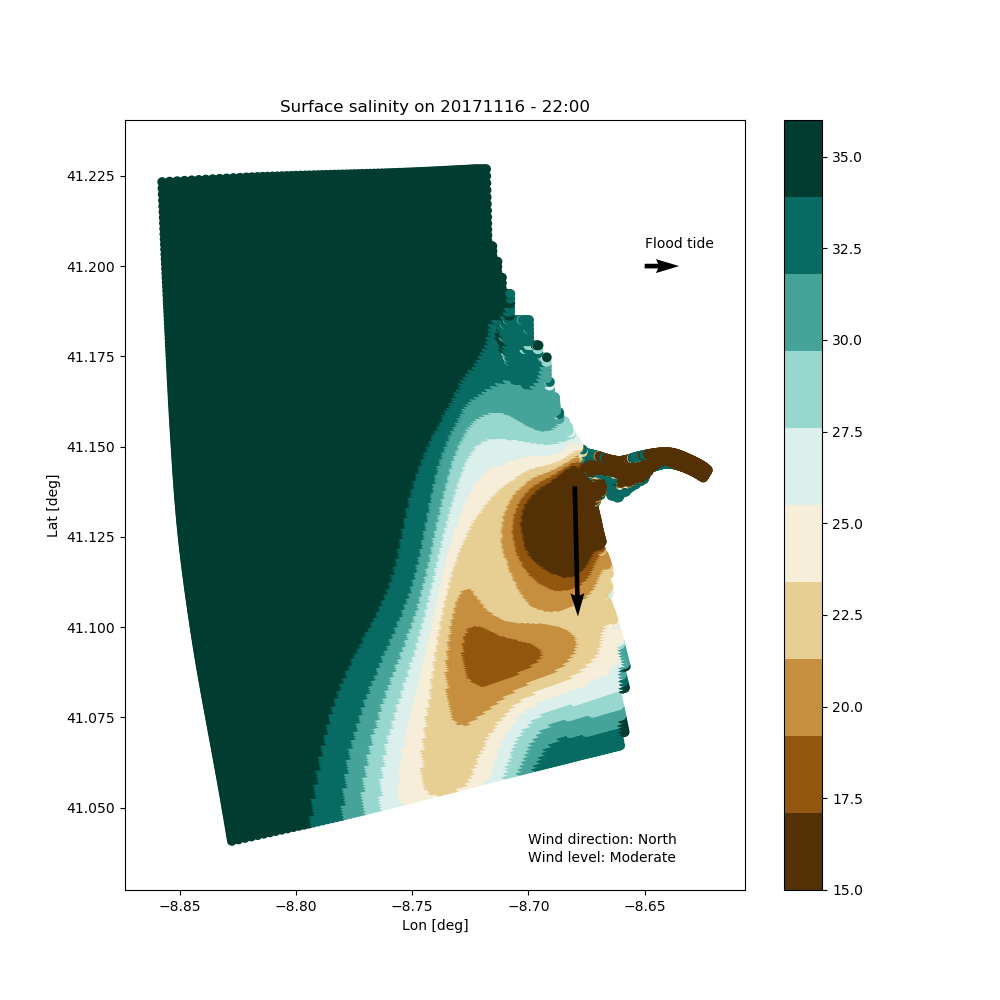 Surface salinity on 20171116 - 22:00
Flood tide
Wind direction: North
Wind level: Moderate
Lat [deg]
41.225
41.200
41.175
41.150
41.125
41.100
41.075
41.050
−8.85 −8.80 −8.75 −8.70 −8.65
Lon [deg]
35.0
32.5
30.0
27.5
25.0
22.5
20.0
17.5
15.0